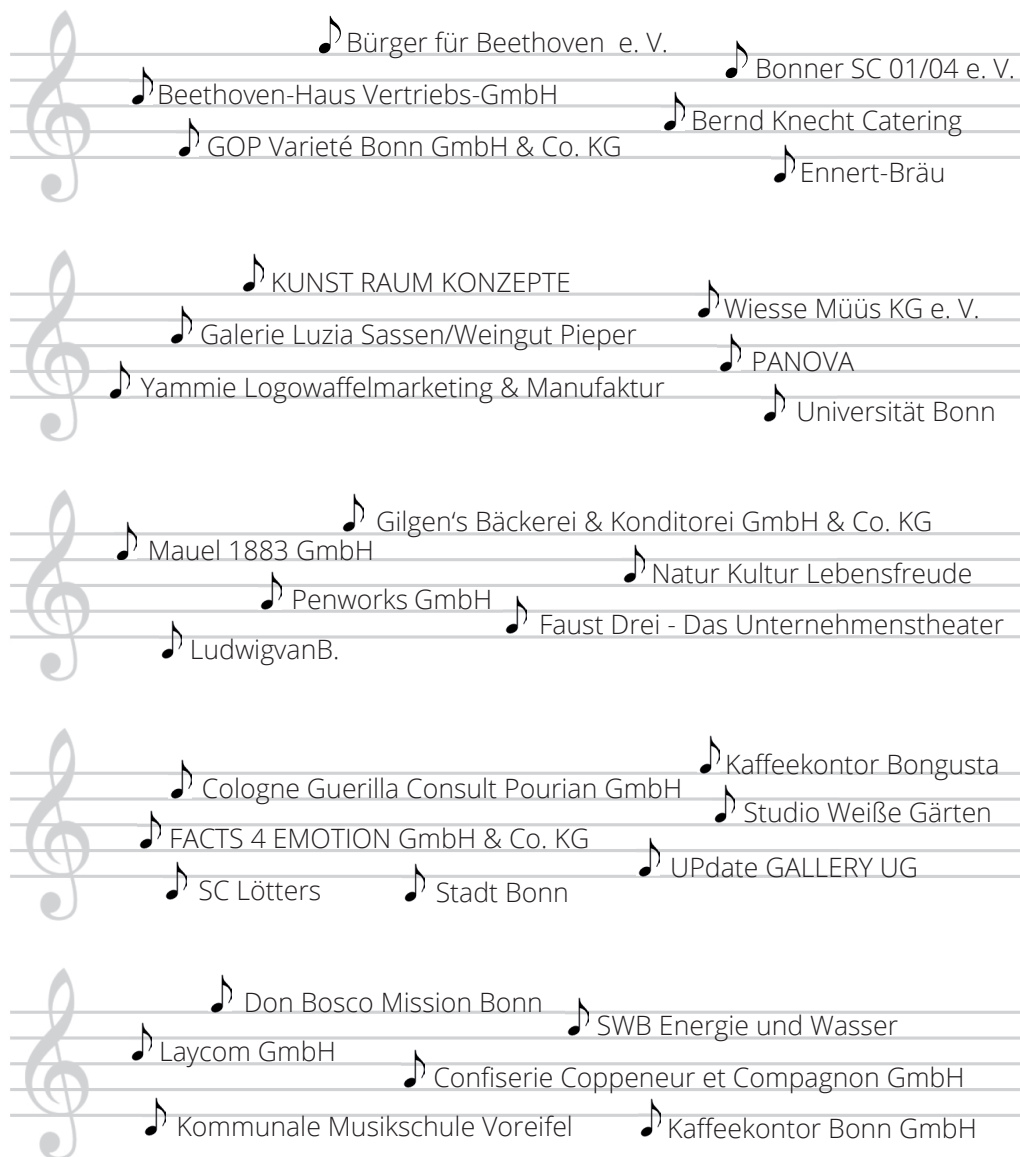 Bürger für Beethoven e. V.
Bonner SC 01/04 e. V.
Beethoven-Haus Vertriebs-GmbH
Bernd Knecht Catering
GOP Varieté Bonn GmbH & Co. KG
Ennert-Bräu
KUNST RAUM KONZEPTE
Wiesse Müüs KG e. V.
Galerie Luzia Sassen/Weingut Pieper
PANOVA
Yammie Logowaffelmarketing & Manufaktur
Universität Bonn
Gilgen‘s Bäckerei & Konditorei GmbH & Co. KG
Mauel 1883 GmbH
Natur Kultur Lebensfreude
Penworks GmbH
Faust Drei - Das Unternehmenstheater
LudwigvanB.
Kaffeekontor Bongusta
Cologne Guerilla Consult Pourian GmbH
Studio Weiße Gärten
FACTS 4 EMOTION GmbH & Co. KG
UPdate GALLERY UG
SC Lötters
Stadt Bonn
Don Bosco Mission Bonn
SWB Energie und Wasser
Laycom GmbH
Confiserie Coppeneur et Compagnon GmbH
Kommunale Musikschule Voreifel
Kaffeekontor Bonn GmbH